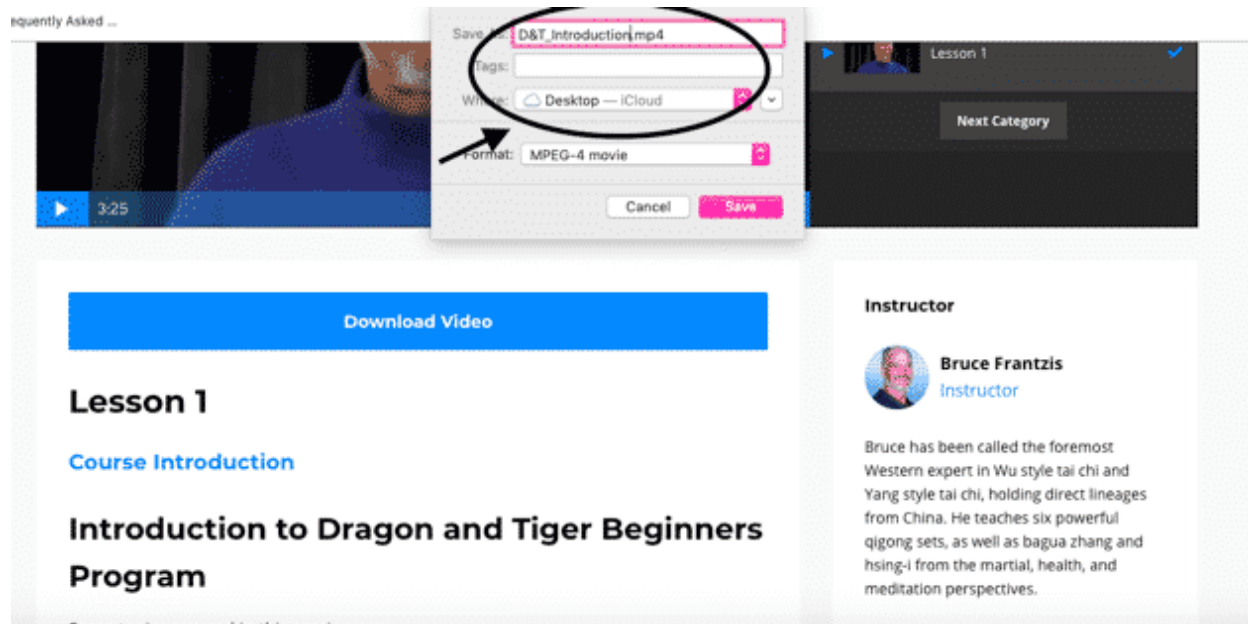 equently Asked ...
Save As: D&T_Introduction.mp4
Tags:
Where: Desktop — iCloud
Format: MPEG-4 movie
Cancel Save
Lesson 1
Next Category
3:25
Download Video
Lesson 1
Course Introduction
Introduction to Dragon and Tiger Beginners
Program
Instructor
Bruce Frantzis
Instructor
Bruce has been called the foremost
Western expert in Wu style tai chi and
Yang style tai chi, holding direct lineages
from China. He teaches six powerful
qigong sets, as well as bagua zhang and
hsing-i from the martial, health, and
meditation perspectives.